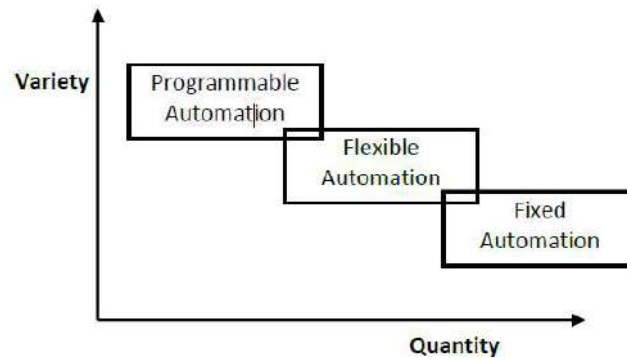 Variety
Programmable
Automation
Flexible
Automation
Fixed
Automation
Quantity